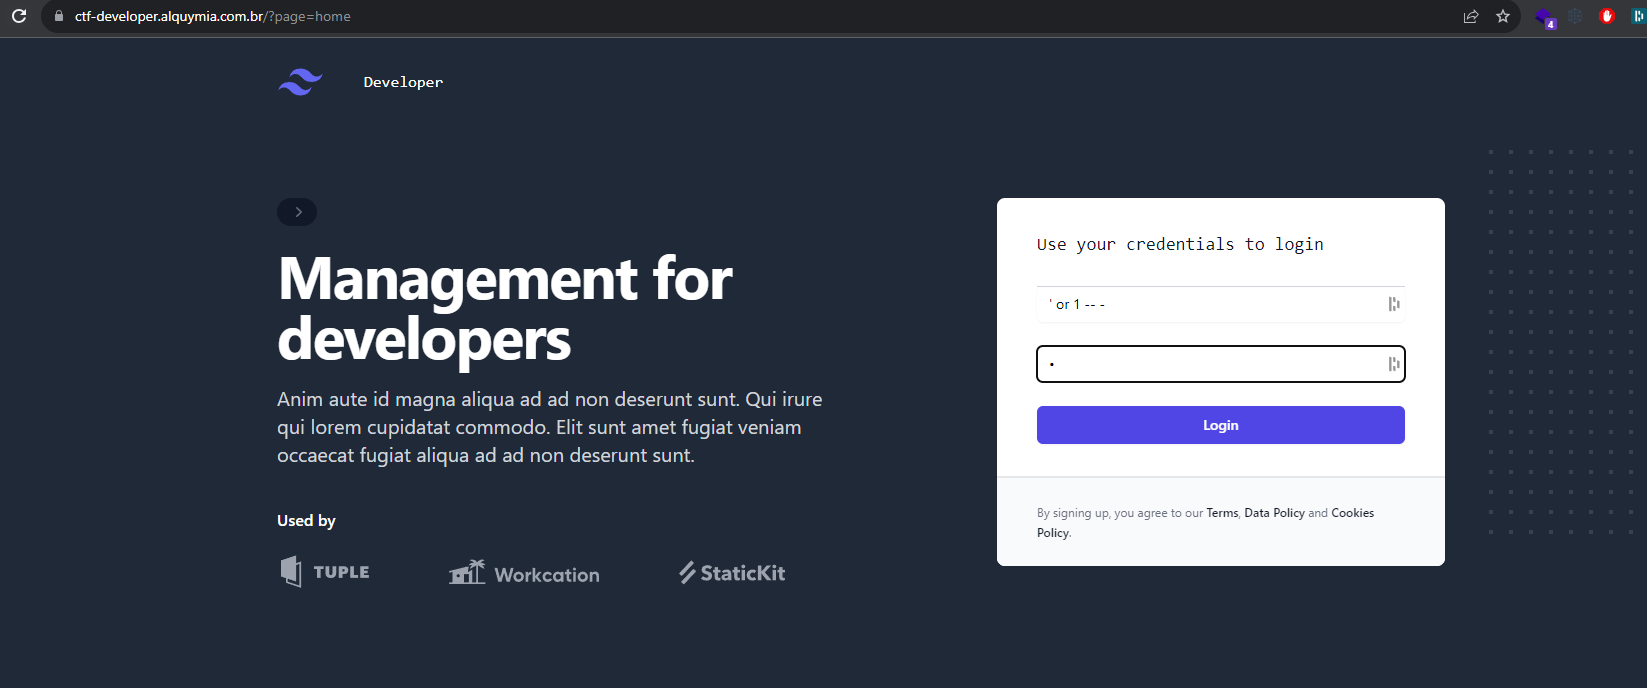 ctf-developer.alquymia.com.br/?page=home
4
Developer
Management for
developers
Anim aute id magna aliqua ad ad non deserunt sunt. Qui irure
qui lorem cupidatat commodo. Elit sunt amet fugiat veniam
occaecat fugiat aliqua ad ad non deserunt sunt.
Used by
TUPLE
Workcation
StaticKit
Use your credentials to login
' or 1 -- -
Login
By signing up, you agree to our Terms, Data Policy and Cookies
Policy.